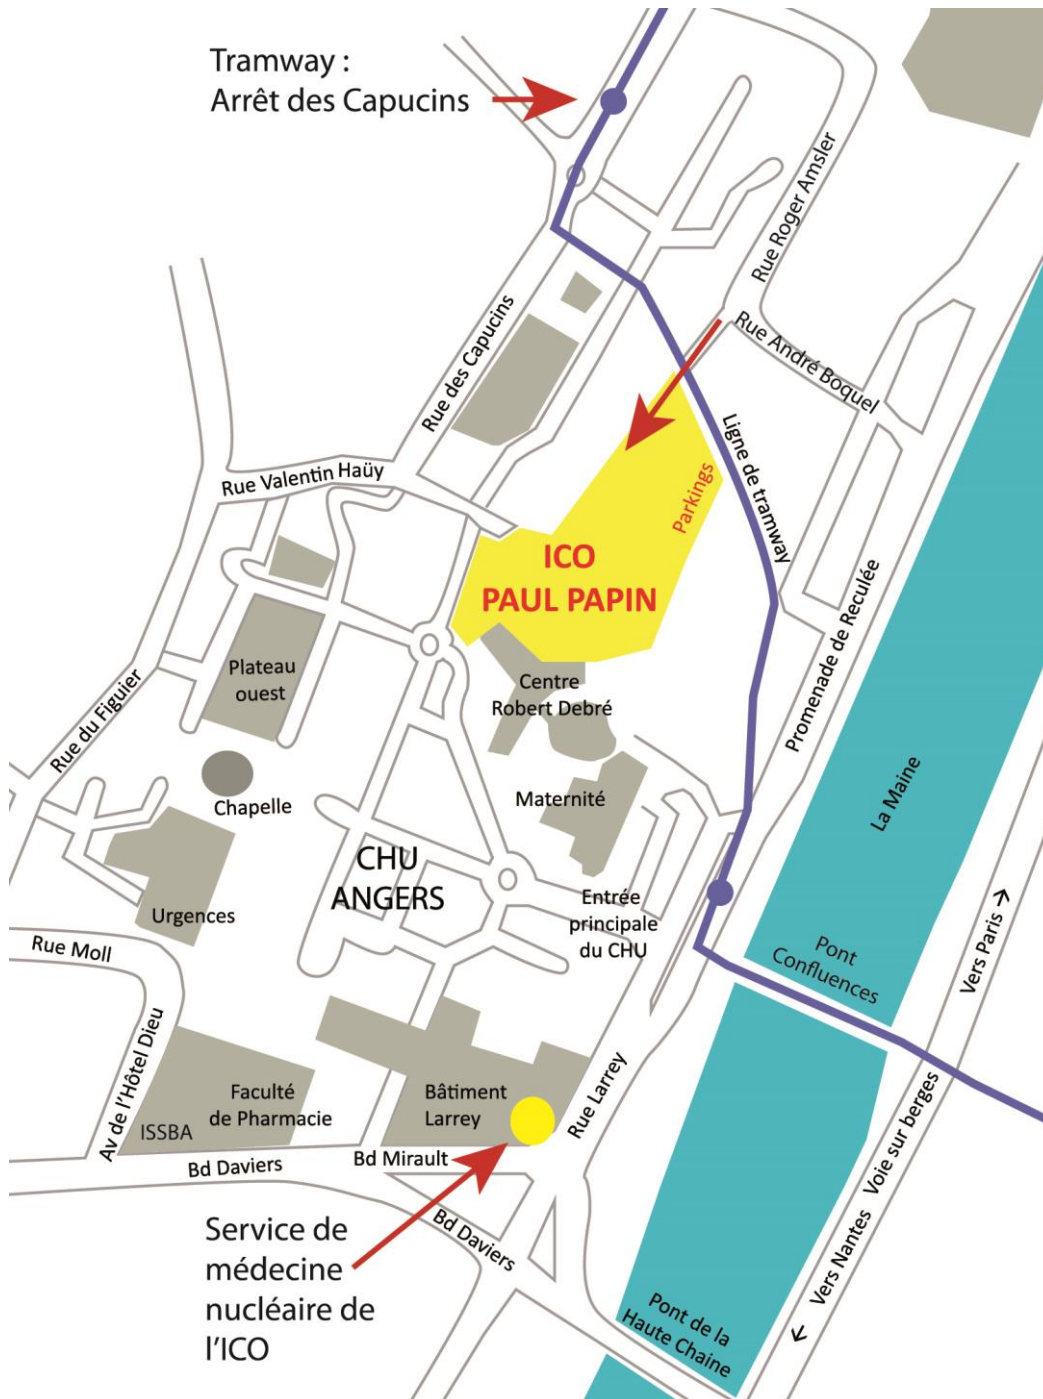 Tramway :
Arrêt des Capucins
Rue Roger Amsler
Rue André Boquel
Rue des Capucins
Ligne de tramway
Rue Valentin Haüy
Parkings
ICO
PAUL PAPIN
Promenade de Reculée
Plateau
ouest
Centre
Robert Debré
Rue du Figuier
La Maine
Chapelle
Maternité
CHU
ANGERS
Urgences
Entrée
principale
du CHU
Rue Moll
Pont
Confluences
Vers Paris →
Av de l'Hôtel Dieu
Faculté
de Pharmacie
ISSBA
Bâtiment
Larrey
Rue Larrey
Bd Daviers
Bd Mirault
Voie sur berges
Bd Daviers
← Vers Nantes
Service de
médecine
nucléaire de
l'ICO
Pont de la
Haute Chaine